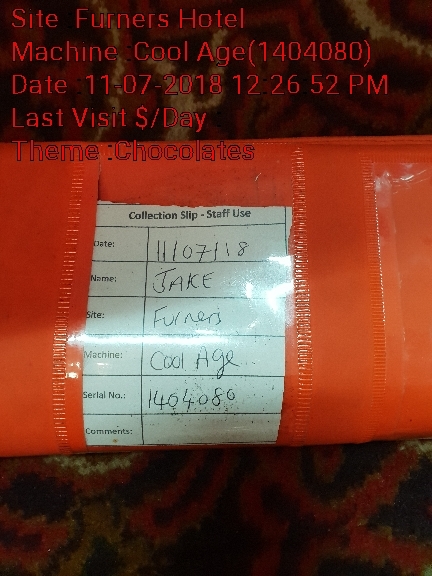 Site :Furners Hotel
Machine :Cool Age(1404080)
Date :11-07-2018 12:26:52 PM
Last Visit $/Day :
Theme :Chocolates
Collection Slip - Staff Use
Date: 11/07/18
Name: JAKE
Site: Furners
Machine: Cool Age
Serial No.: 1404080
Comments: